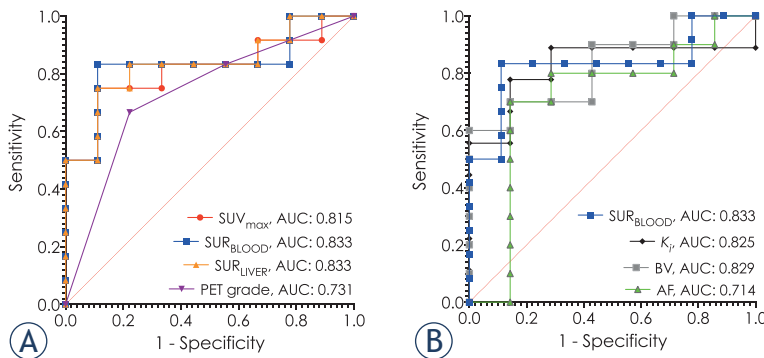 A.
1.0
0.8
0.6
0.4
0.2
0.0
Sensitivity
SUVmax, AUC: 0.815
SURBLOOD, AUC: 0.833
SURLIVER, AUC: 0.833
PET grade, AUC: 0.731
0.0 0.2 0.4 0.6 0.8 1.0
1 - Specificity
A
B.
1.0
0.8
0.6
0.4
0.2
0.0
Sensitivity
SURBLOOD, AUC: 0.833
Ki, AUC: 0.825
BV, AUC: 0.829
AF, AUC: 0.714
0.0 0.2 0.4 0.6 0.8 1.0
1 - Specificity
B